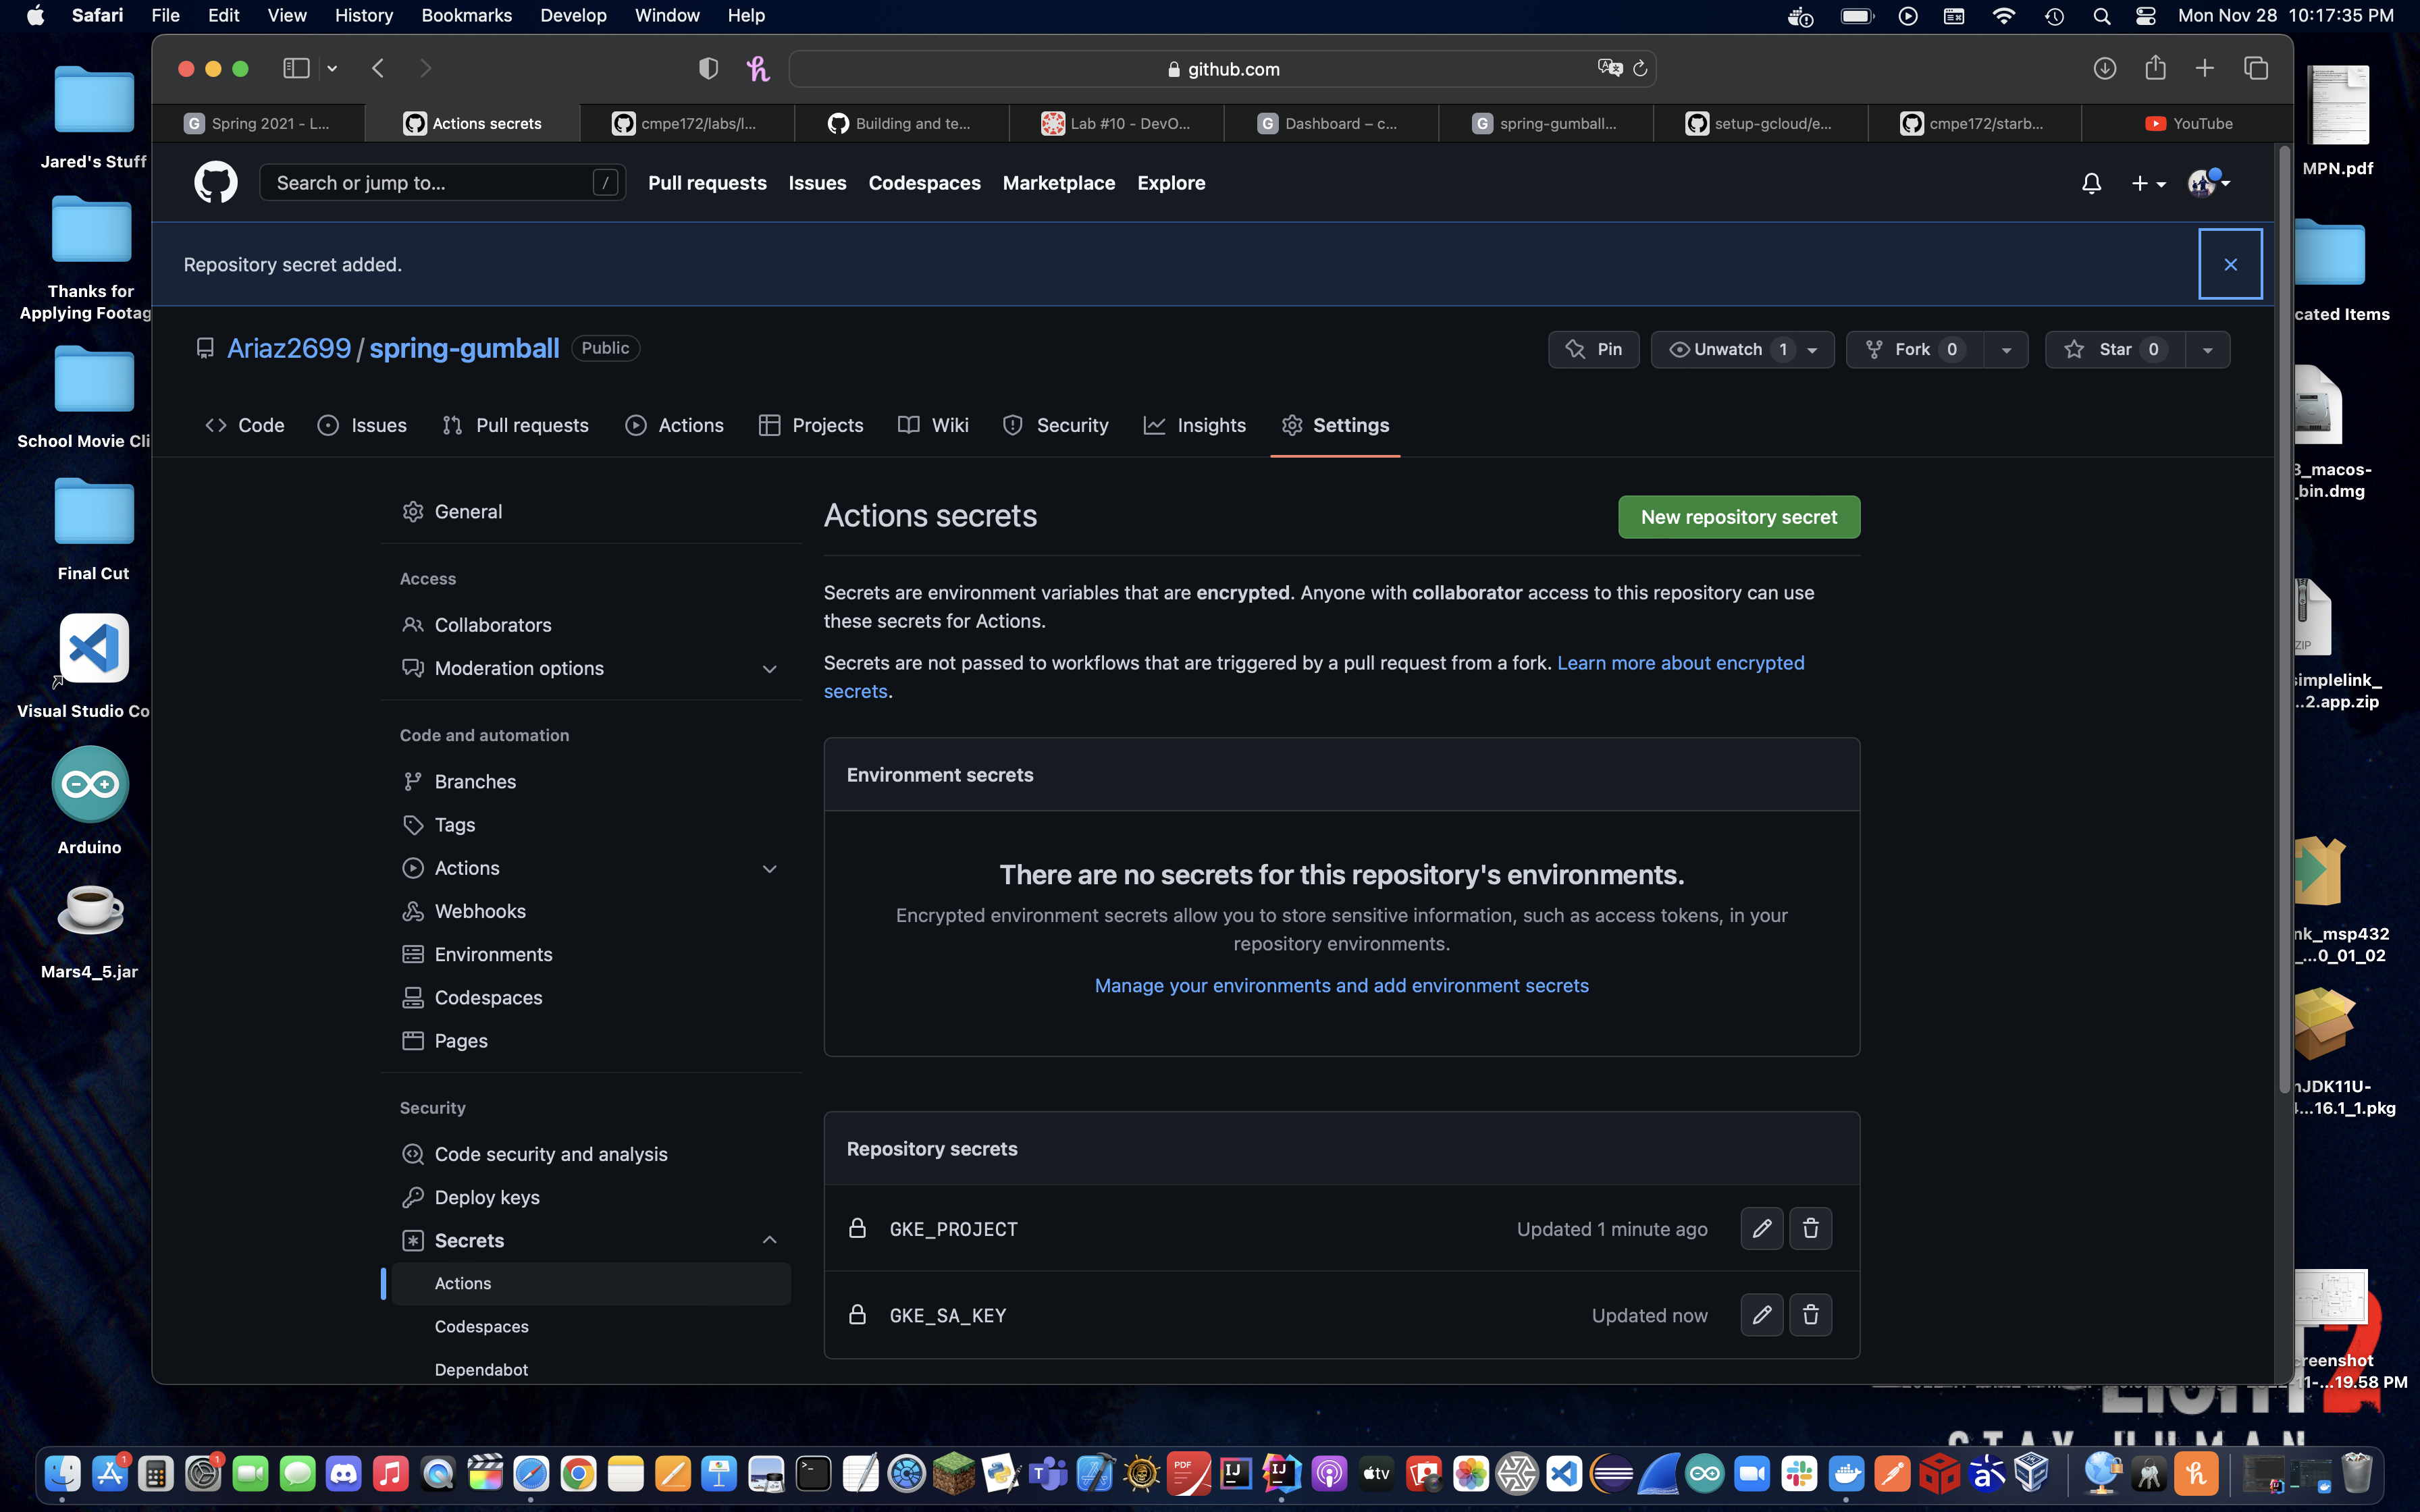 Safari File Edit View History Bookmarks Develop Window Help
Mon Nov 28 10:17:35 PM
github.com
Spring 2021 - L...
Actions secrets
cmpe172/labs/l...
Building and te...
Lab #10 - DevO...
Dashboard – c...
spring-gumball...
setup-gcloud/e...
cmpe172/starb...
YouTube
Search or jump to...
/
Pull requests
Issues
Codespaces
Marketplace
Explore
Repository secret added.
Ariaz2699 / spring-gumball Public
Pin
Unwatch 1
Fork 0
Star 0
Code
Issues
Pull requests
Actions
Projects
Wiki
Security
Insights
Settings
General
Access
Collaborators
Moderation options
Code and automation
Branches
Tags
Actions
Webhooks
Environments
Codespaces
Pages
Security
Code security and analysis
Deploy keys
Secrets
Actions
Codespaces
Dependabot
Actions secrets
New repository secret
Secrets are environment variables that are encrypted. Anyone with collaborator access to this repository can use
these secrets for Actions.
Secrets are not passed to workflows that are triggered by a pull request from a fork. Learn more about encrypted
secrets.
Environment secrets
There are no secrets for this repository's environments.
Encrypted environment secrets allow you to store sensitive information, such as access tokens, in your
repository environments.
Manage your environments and add environment secrets
Repository secrets
GKE_PROJECT
Updated 1 minute ago
GKE_SA_KEY
Updated now
Jared's Stuff
Thanks for
Applying Footag
School Movie Cli
Final Cut
Visual Studio Co
Arduino
Mars4_5.jar
MPN.pdf
cated Items
3_macos-
_bin.dmg
ZIP
simplelink_
...2.app.zip
nk_msp432
_...0_01_02
nJDK11U-
...16.1_1.pkg
creenshot
-11-...19.58 PM
STAY HUMAN
1
1
PDF
IJ
IJ
tv